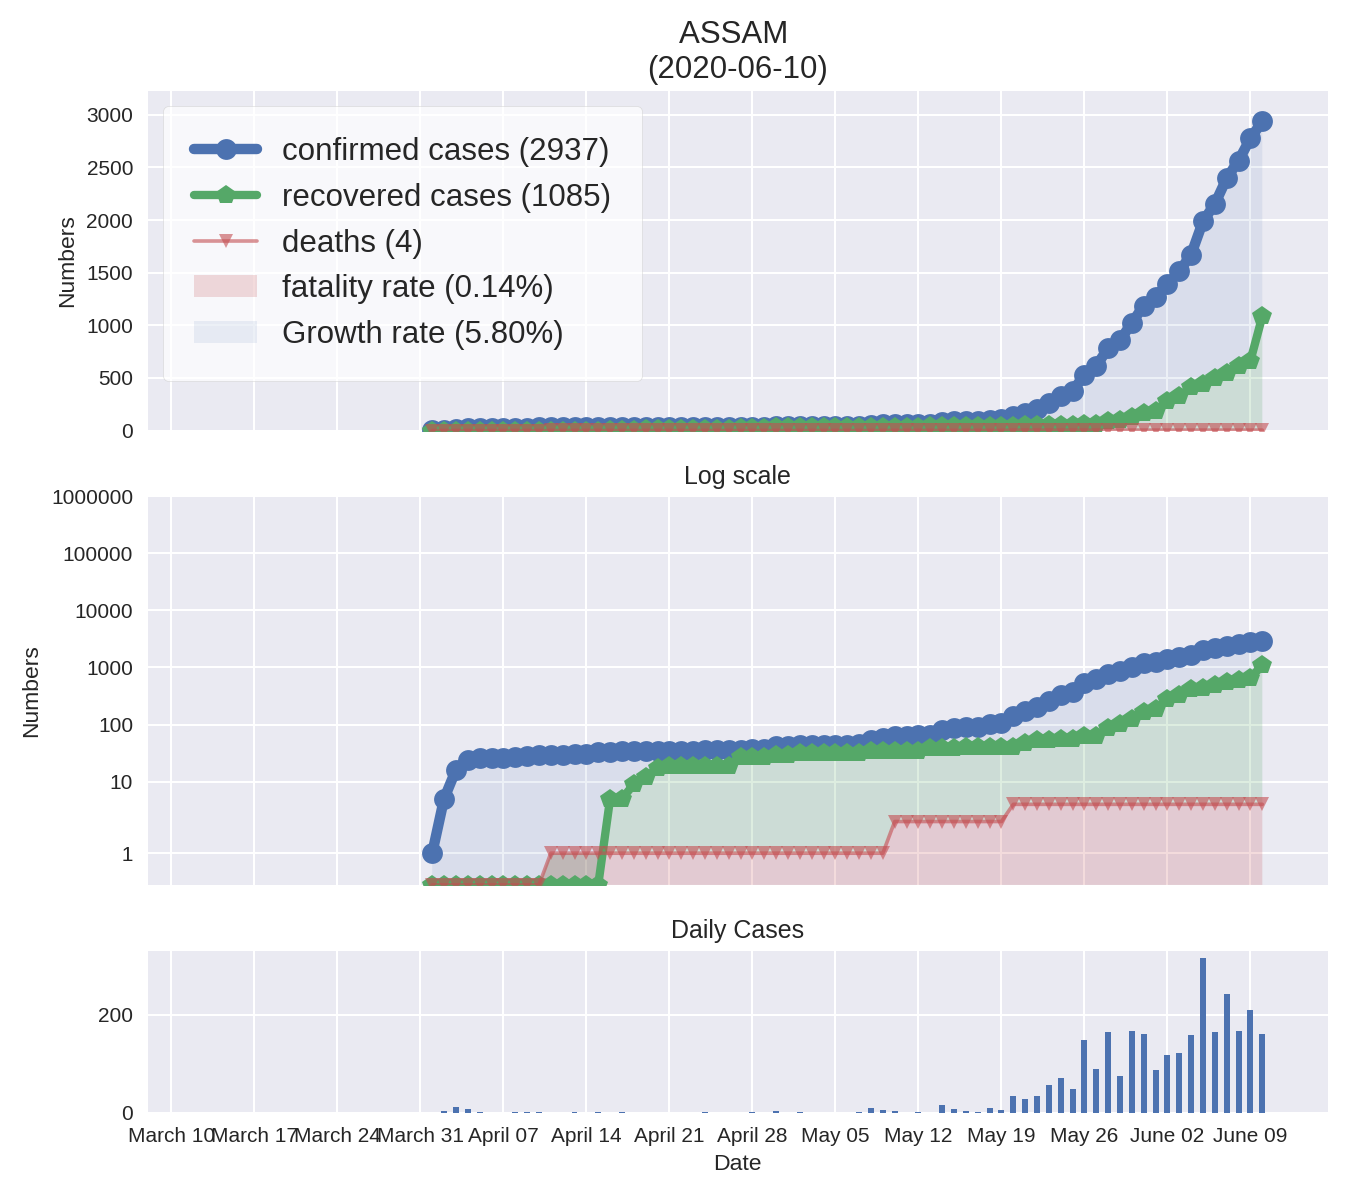 ASSAM
(2020-06-10)
3000
2500
2000
1500
1000
500
0
Numbers
confirmed cases (2937)
recovered cases (1085)
deaths (4)
fatality rate (0.14%)
Growth rate (5.80%)
Log scale
1000000
100000
10000
1000
100
10
1
Numbers
Daily Cases
200
0
March 10 March 17 March 24 March 31 April 07 April 14 April 21 April 28 May 05 May 12 May 19 May 26 June 02 June 09
Date